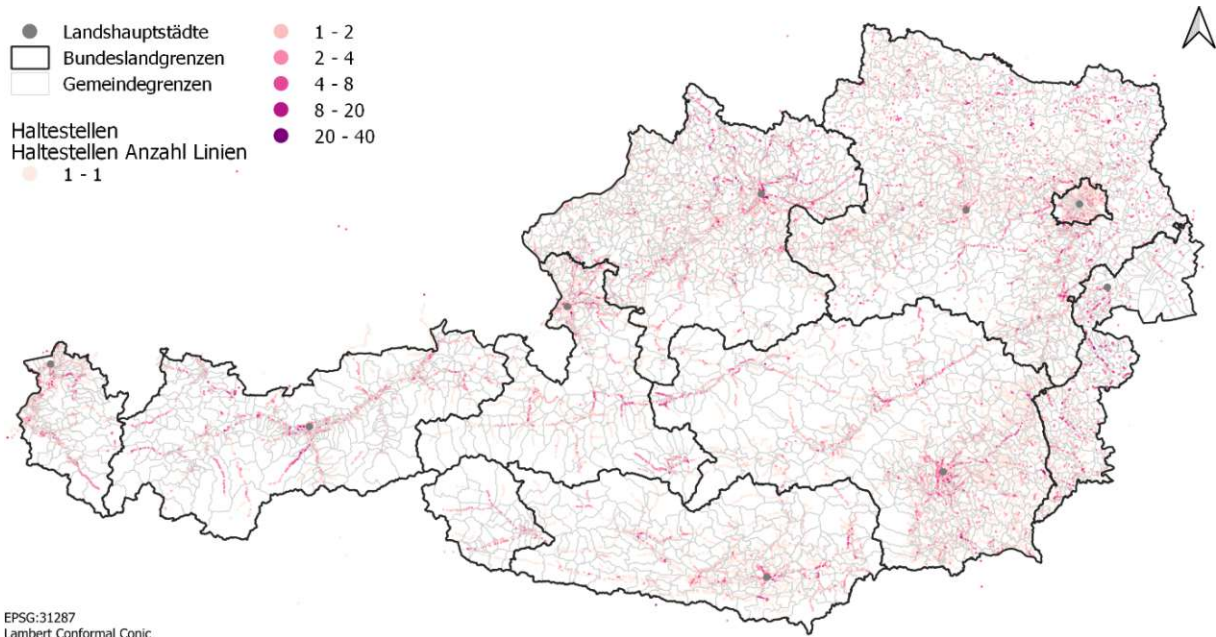 Landshauptstädte
Bundeslandgrenzen
Gemeindegrenzen
Haltestellen
Haltestellen Anzahl Linien
1 - 1
1 - 2
2 - 4
4 - 8
8 - 20
20 - 40
EPSG:31287
Lambert Conformal Conic